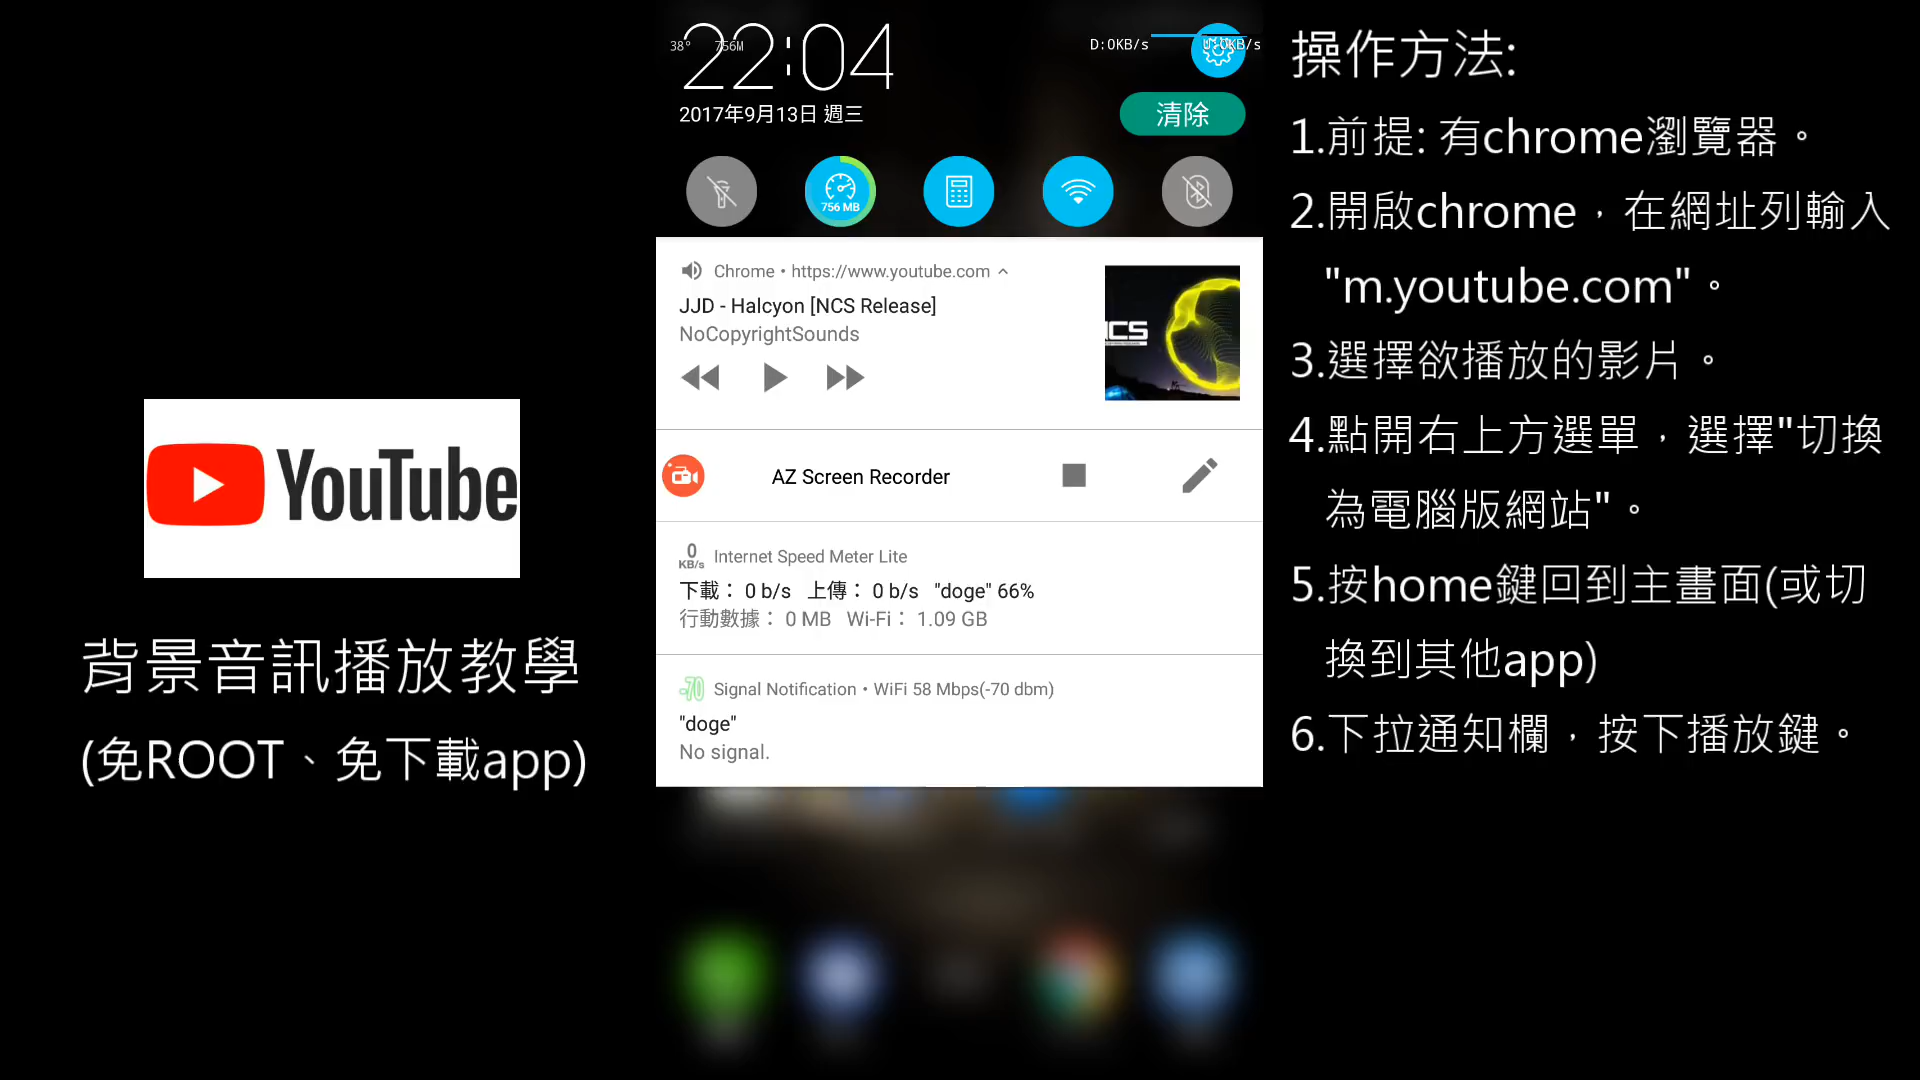 YouTube
背景音訊播放教學
(免ROOT、免下載app)
38° 756M
22:04
D:0KB/s U:0KB/s
2017年9月13日 週三
清除
756 MB
Chrome • https://www.youtube.com
JJD - Halcyon [NCS Release]
NoCopyrightSounds
AZ Screen Recorder
0 KB/s Internet Speed Meter Lite
下載： 0 b/s 上傳： 0 b/s "doge" 66%
行動數據： 0 MB Wi-Fi： 1.09 GB
-70 Signal Notification • WiFi 58 Mbps(-70 dbm)
"doge"
No signal.
操作方法:
1.前提: 有chrome瀏覽器。
2.開啟chrome，在網址列輸入
"m.youtube.com"。
3.選擇欲播放的影片。
4.點開右上方選單，選擇"切換
為電腦版網站"。
5.按home鍵回到主畫面(或切
換到其他app)
6.下拉通知欄，按下播放鍵。